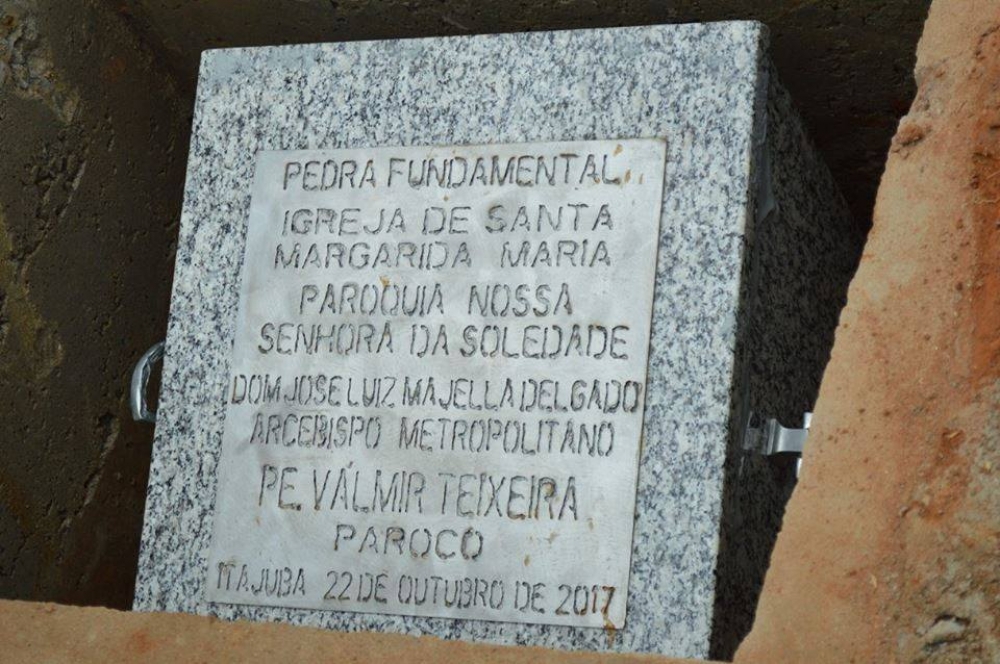 PEDRA FUNDAMENTAL
IGREJA DE SANTA
MARGARIDA MARIA
PAROQUIA NOSSA
SENHORA DA SOLEDADE
DOM JOSE LUIZ MAJELLA DELGADO
ARCEBISPO METROPOLITANO
PE. VÁLMIR TEIXEIRA
PAROCO
ITAJUBA 22 DE OUTUBRO DE 2017